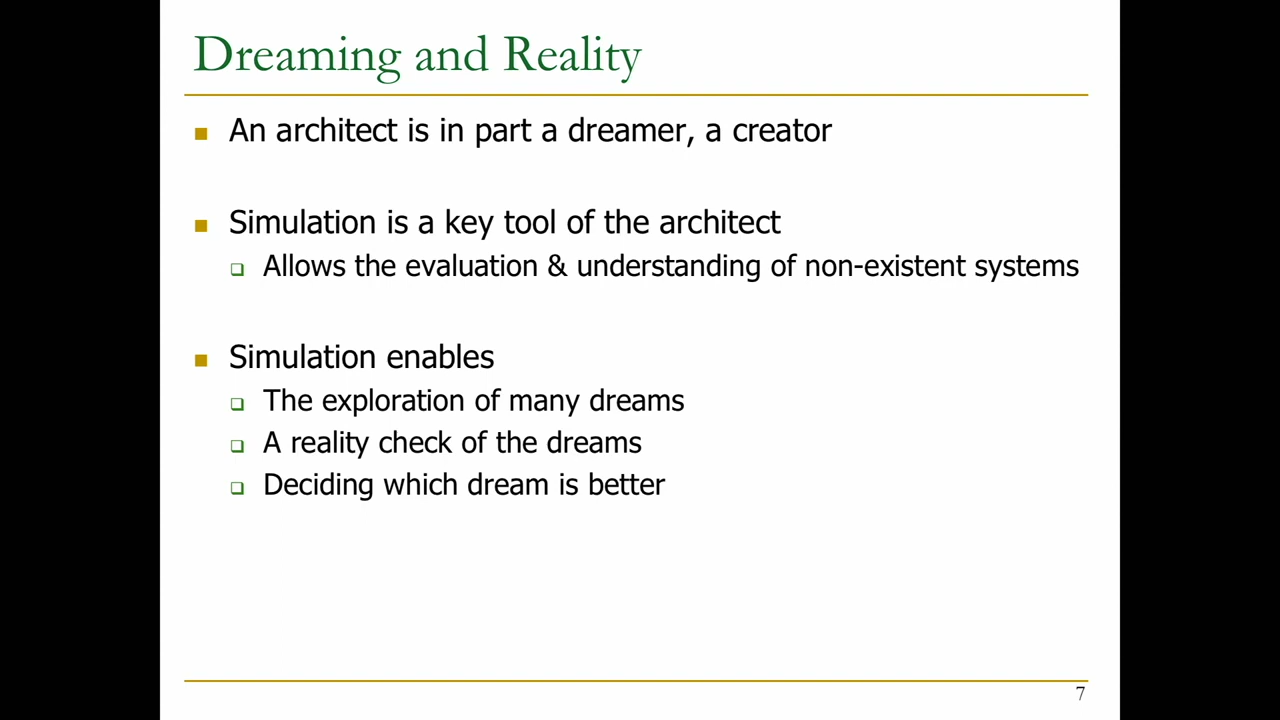 Dreaming and Reality
An architect is in part a dreamer, a creator
Simulation is a key tool of the architect
Allows the evaluation & understanding of non-existent systems
Simulation enables
The exploration of many dreams
A reality check of the dreams
Deciding which dream is better
7